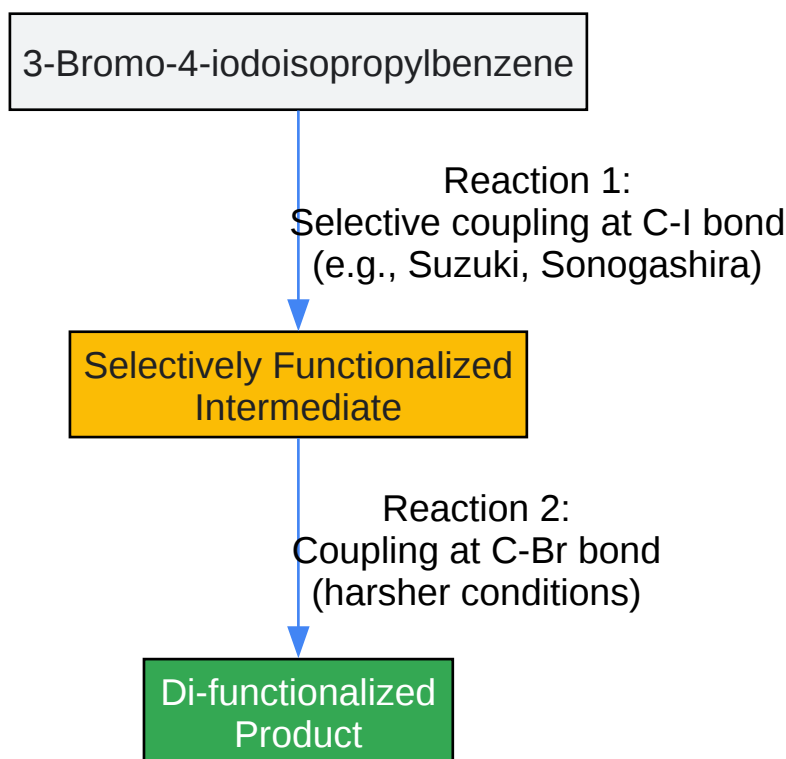 3-Bromo-4-iodoisopropylbenzene
Reaction 1:
Selective coupling at C-I bond
(e.g., Suzuki, Sonogashira)
Selectively Functionalized
Intermediate
Reaction 2:
Coupling at C-Br bond
(harsher conditions)
Di-functionalized
Product